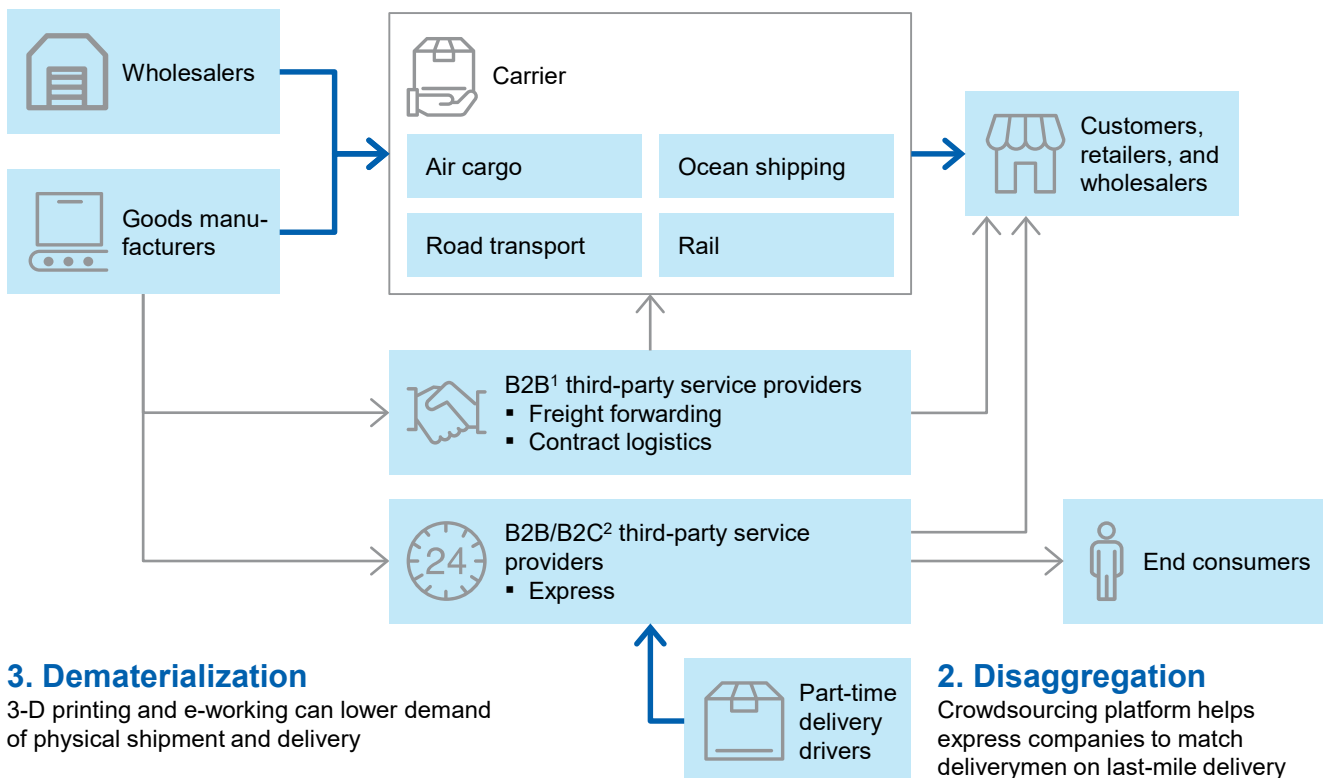 Wholesalers
Goods manu-
facturers
Carrier
Air cargo
Ocean shipping
Road transport
Rail
Customers,
retailers, and
wholesalers
B2B¹ third-party service providers
▪ Freight forwarding
▪ Contract logistics
B2B/B2C² third-party service
providers
▪ Express
24
End consumers
Part-time
delivery
drivers
3. Dematerialization
3-D printing and e-working can lower demand
of physical shipment and delivery
2. Disaggregation
Crowdsourcing platform helps
express companies to match
deliverymen on last-mile delivery